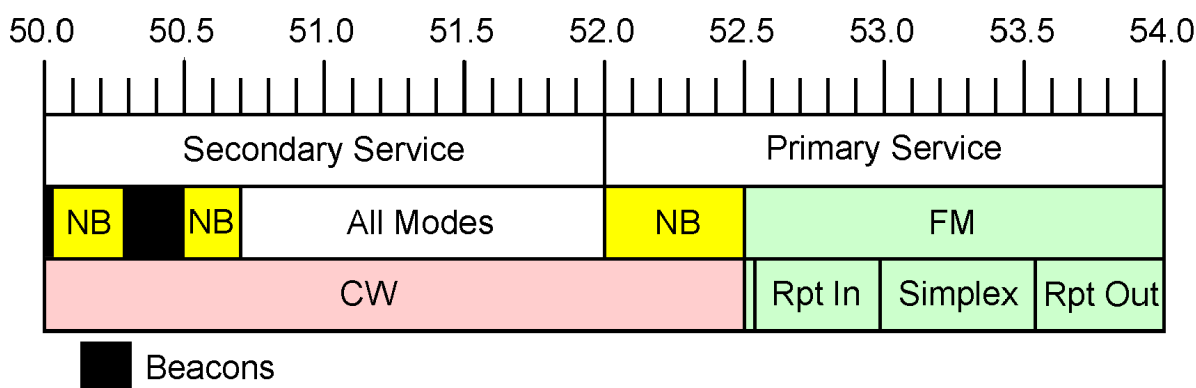 50.0 50.5 51.0 51.5 52.0 52.5 53.0 53.5 54.0
Secondary Service Primary Service
NB NB All Modes NB FM
CW Rpt In Simplex Rpt Out
Beacons